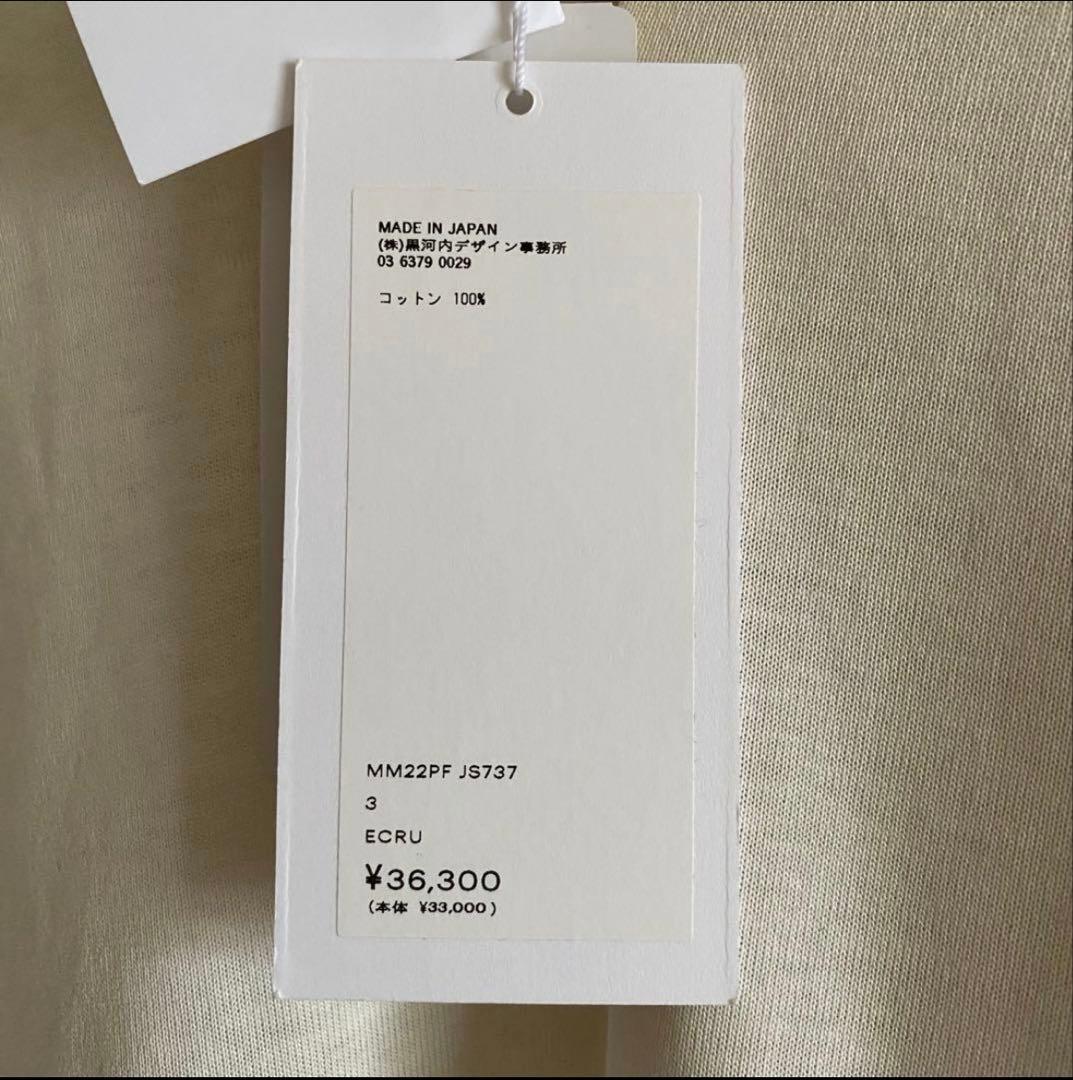 MADE IN JAPAN
(株)黒河内デザイン事務所
03 6379 0029
コットン 100%
MM22PF JS737
3
ECRU
¥36,300
(本体 ¥33,000)